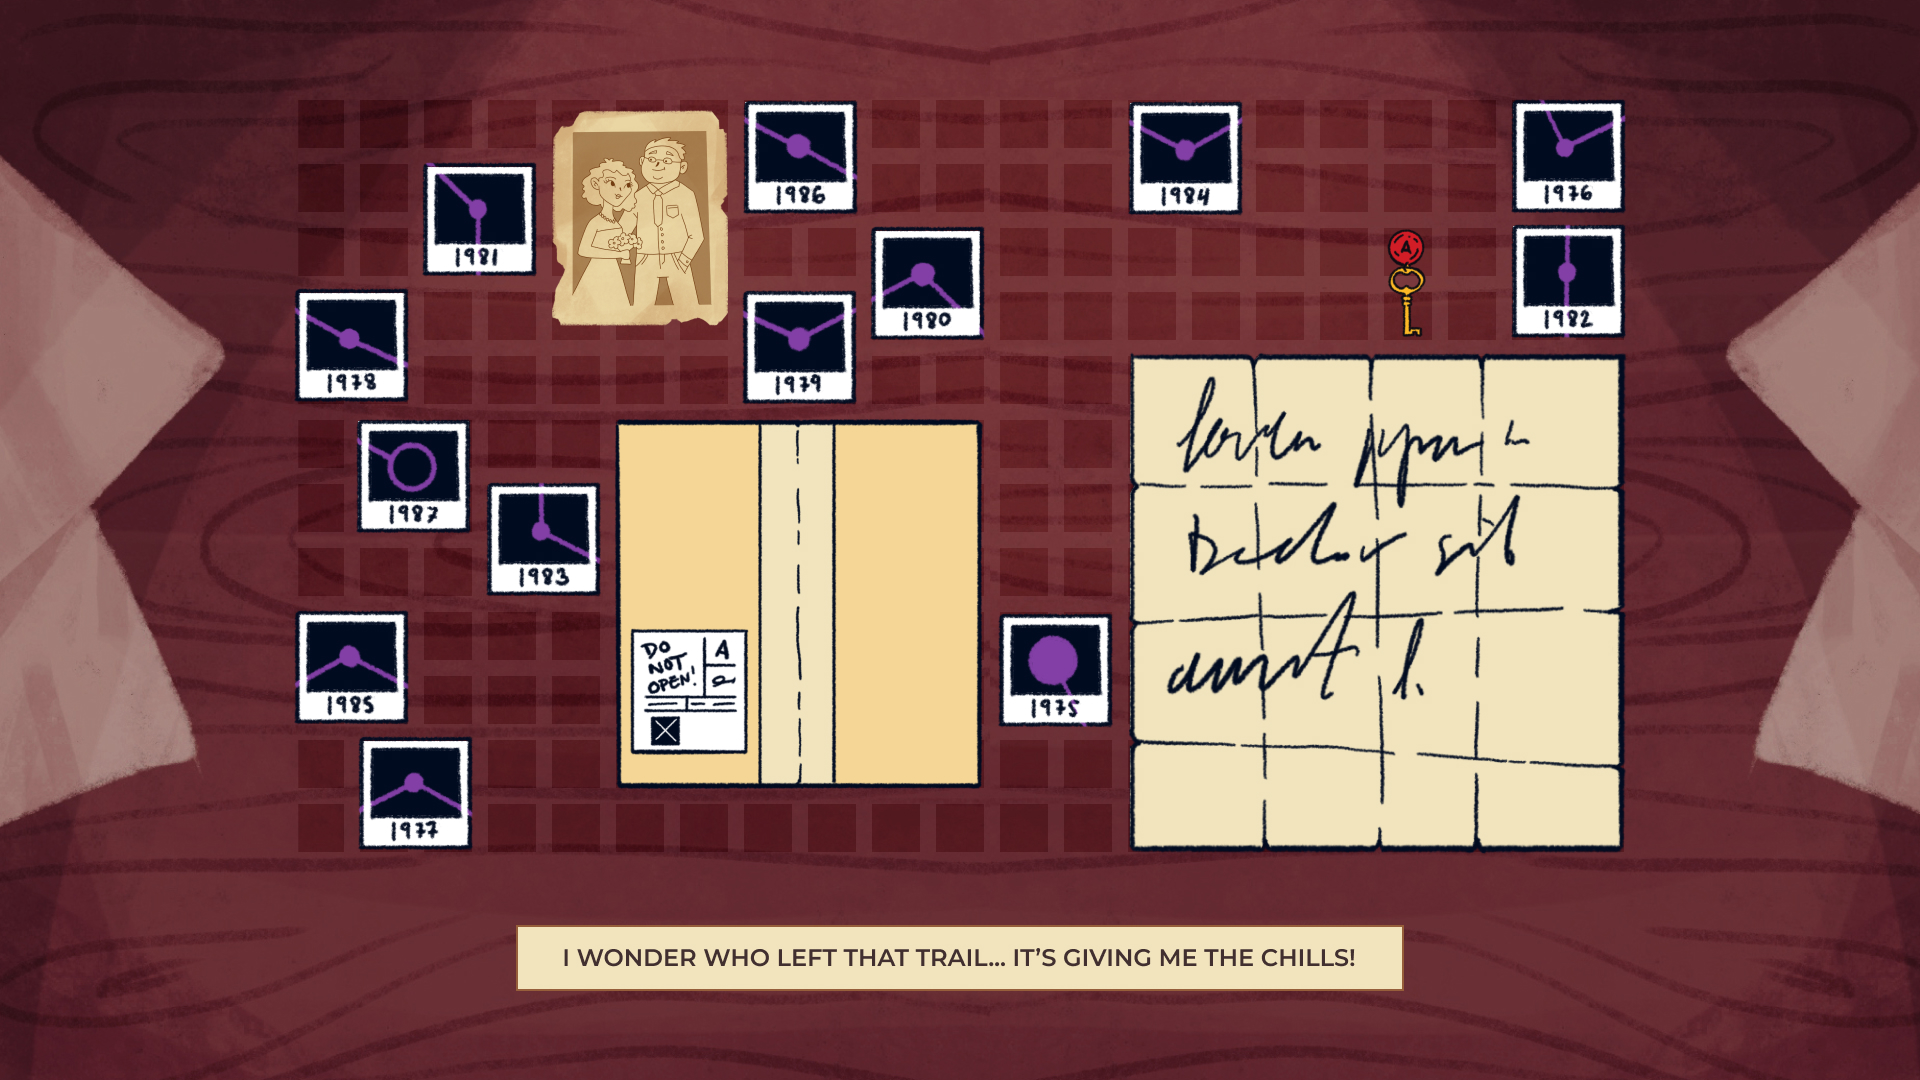 1986
1984
1976
1981
A
1980
1982
1978
1979
1987
1983
DO
NOT
OPEN!
A
1985
1975
1977
I WONDER WHO LEFT THAT TRAIL... IT'S GIVING ME THE CHILLS!